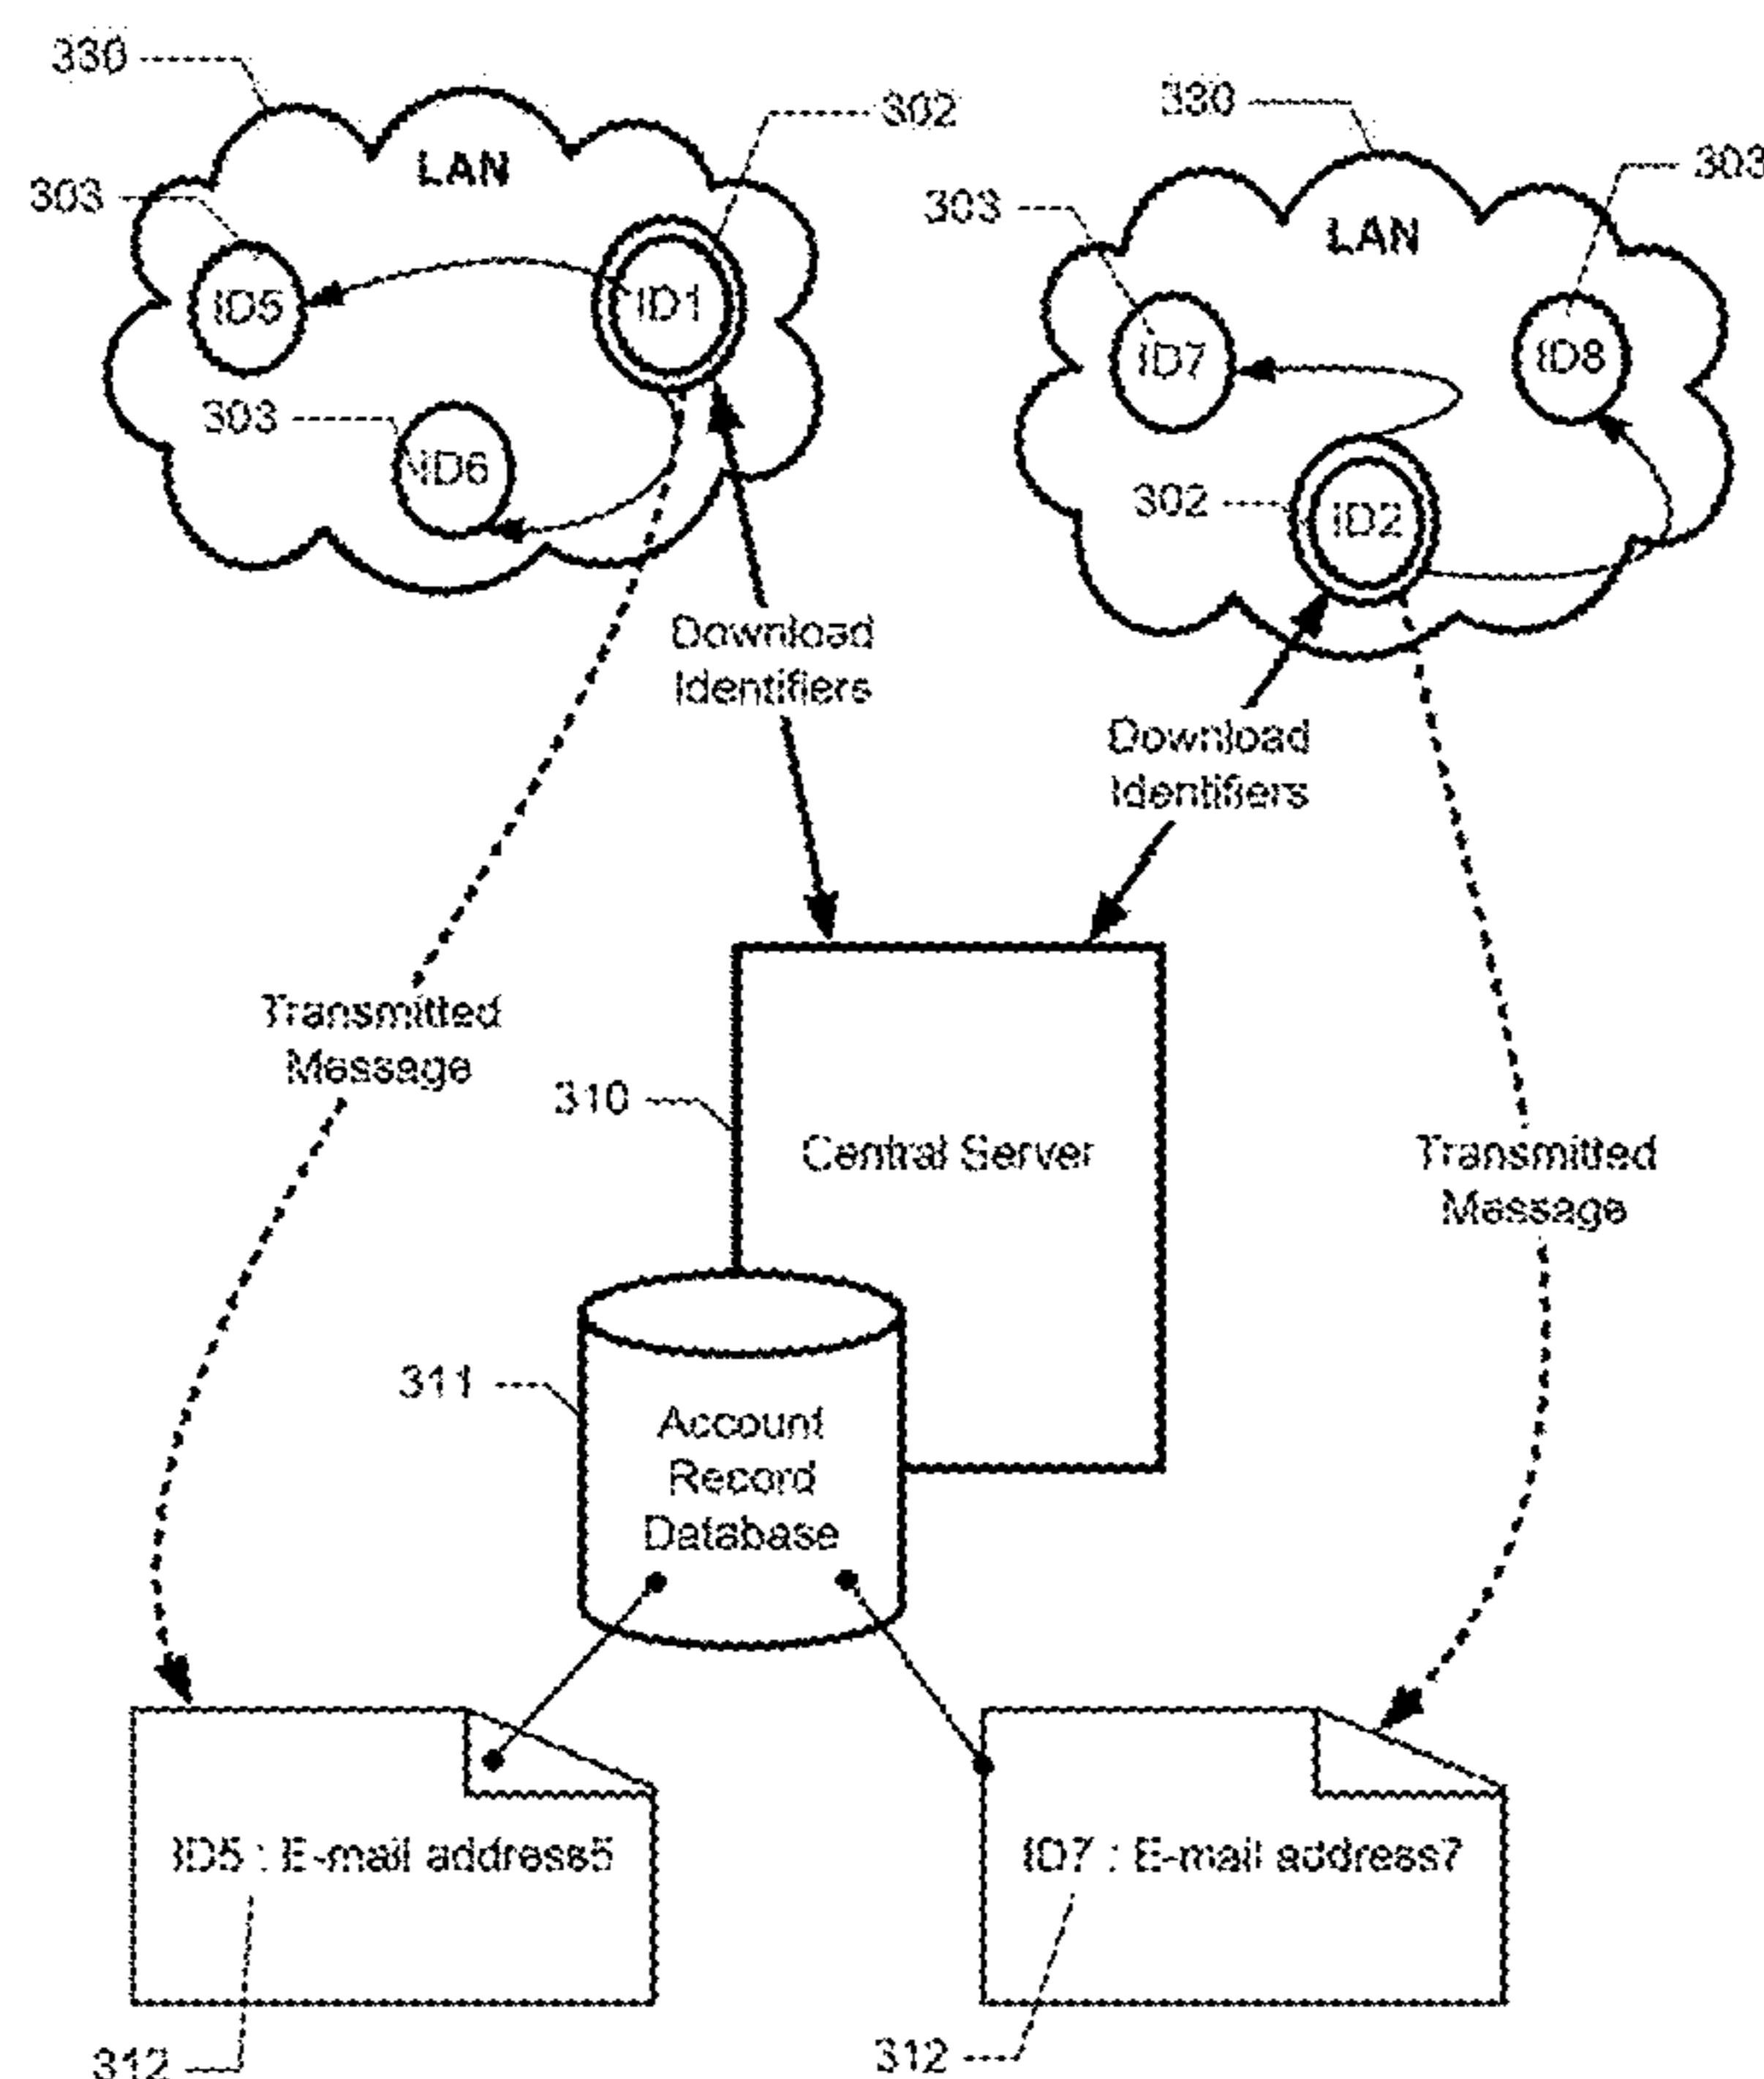 330
302
330
LAN
303
303
303
LAN
ID5
ID1
ID7
ID8
303
ID6
302
ID2
Download
Identifiers
Download
Identifiers
Transmitted
Message
310
Central Server
Transmitted
Message
311
Account
Record
Database
ID5 : E-mail address5
ID7 : E-mail address7
312
312